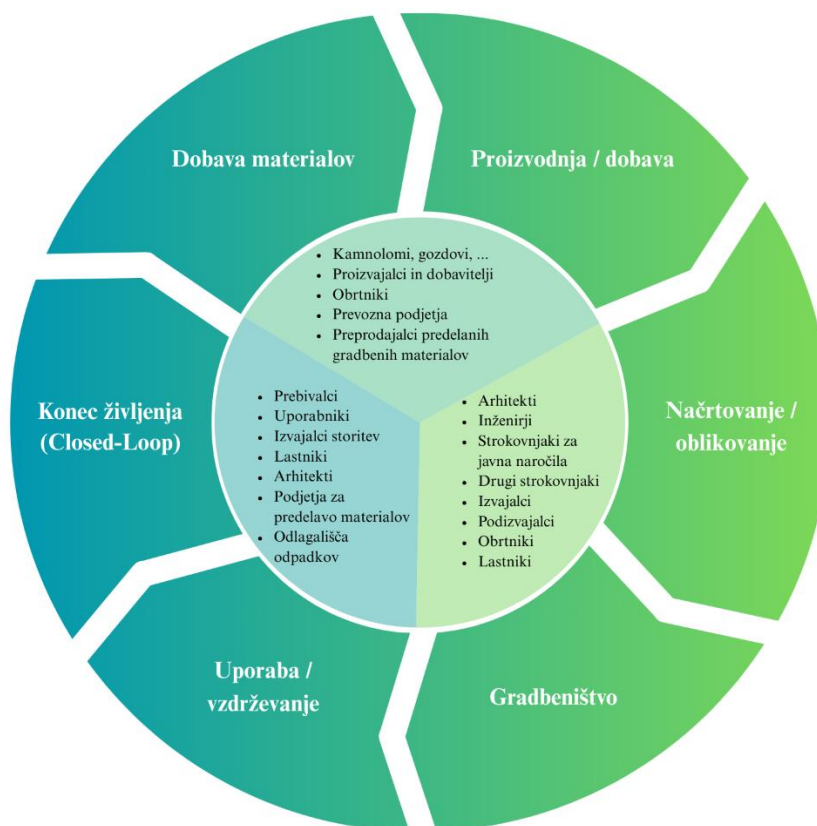 Dobava materialov
Proizvodnja / dobava
Načrtovanje /
oblikovanje
Gradbeništvo
Uporaba /
vzdrževanje
Konec življenja
(Closed-Loop)
• Kamnolomi, gozdovi, ...
• Proizvajalci in dobavitelji
• Obrtniki
• Prevozna podjetja
• Preprodajalci predelanih
gradbenih materialov
• Arhitekti
• Inženirji
• Strokovnjaki za
javna naročila
• Drugi strokovnjaki
• Izvajalci
• Podizvajalci
• Obrtniki
• Lastniki
• Prebivalci
• Uporabniki
• Izvajalci storitev
• Lastniki
• Arhitekti
• Podjetja za
predelavo materialov
• Odlagališča
odpadkov